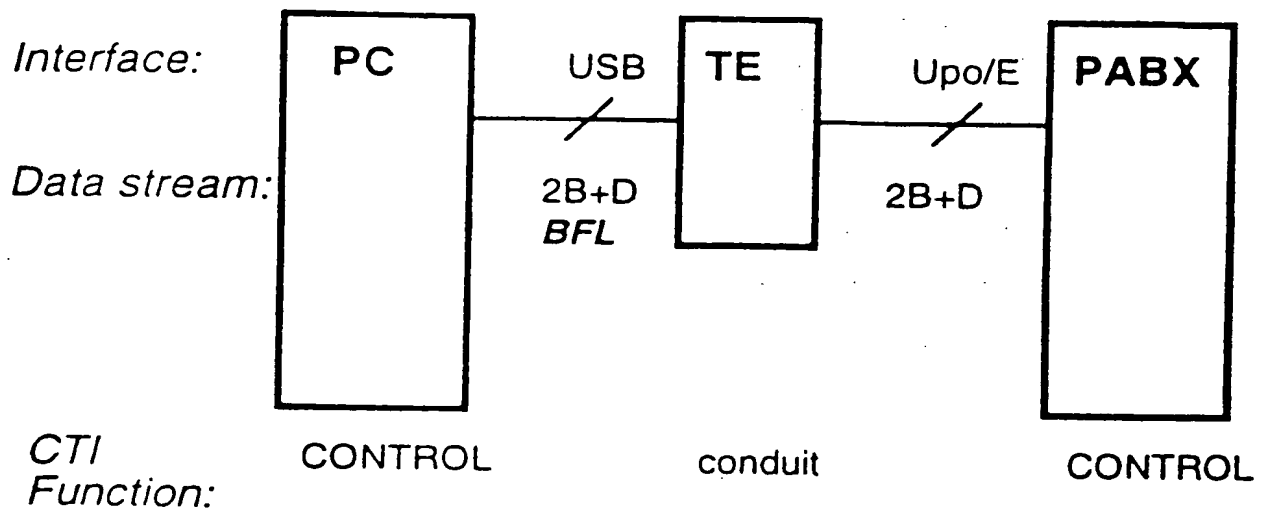 Interface: PC USB TE Upo/E PABX
Data stream: 2B+D 2B+D
BFL
CTI CONTROL conduit CONTROL
Function: